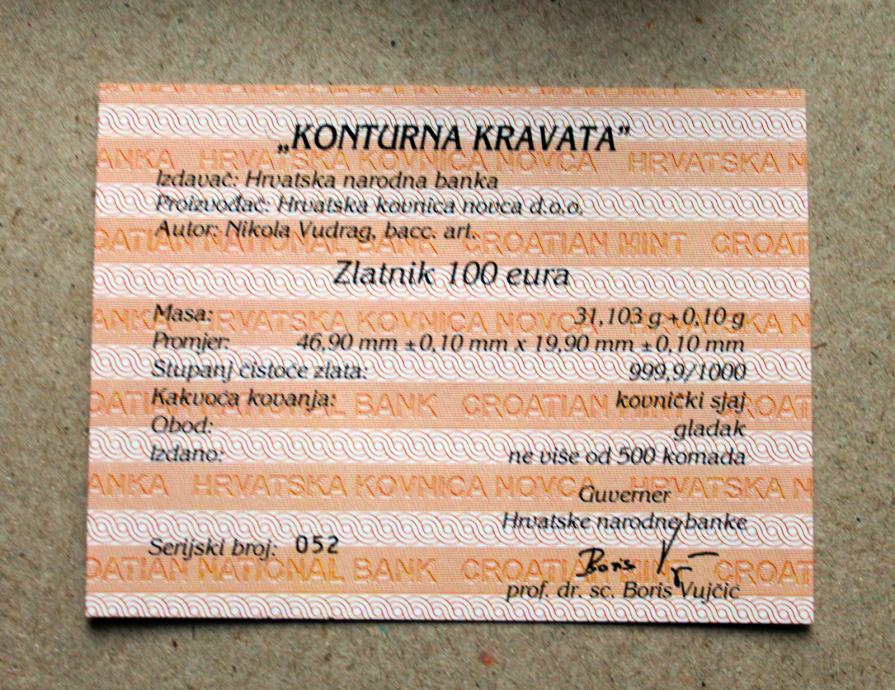 „KONTURNA KRAVATA”
Izdavač: Hrvatska narodna banka
Proizvođač: Hrvatska kovnica novca d.o.o.
Autor: Nikola Vudrag, bacc. art.
Zlatnik 100 eura
Masa: 31,103 g +0,10 g
Promjer: 46,90 mm ±0,10 mm x 19,90 mm ±0,10 mm
Stupanj čistoće zlata: 999,9/1000
Kakvoća kovanja: kovnički sjaj
Obod: gladak
Izdano: ne više od 500 komada
Guverner
Hrvatske narodne banke
Serijski broj: 052
Boris
prof. dr. sc. Boris Vujčić